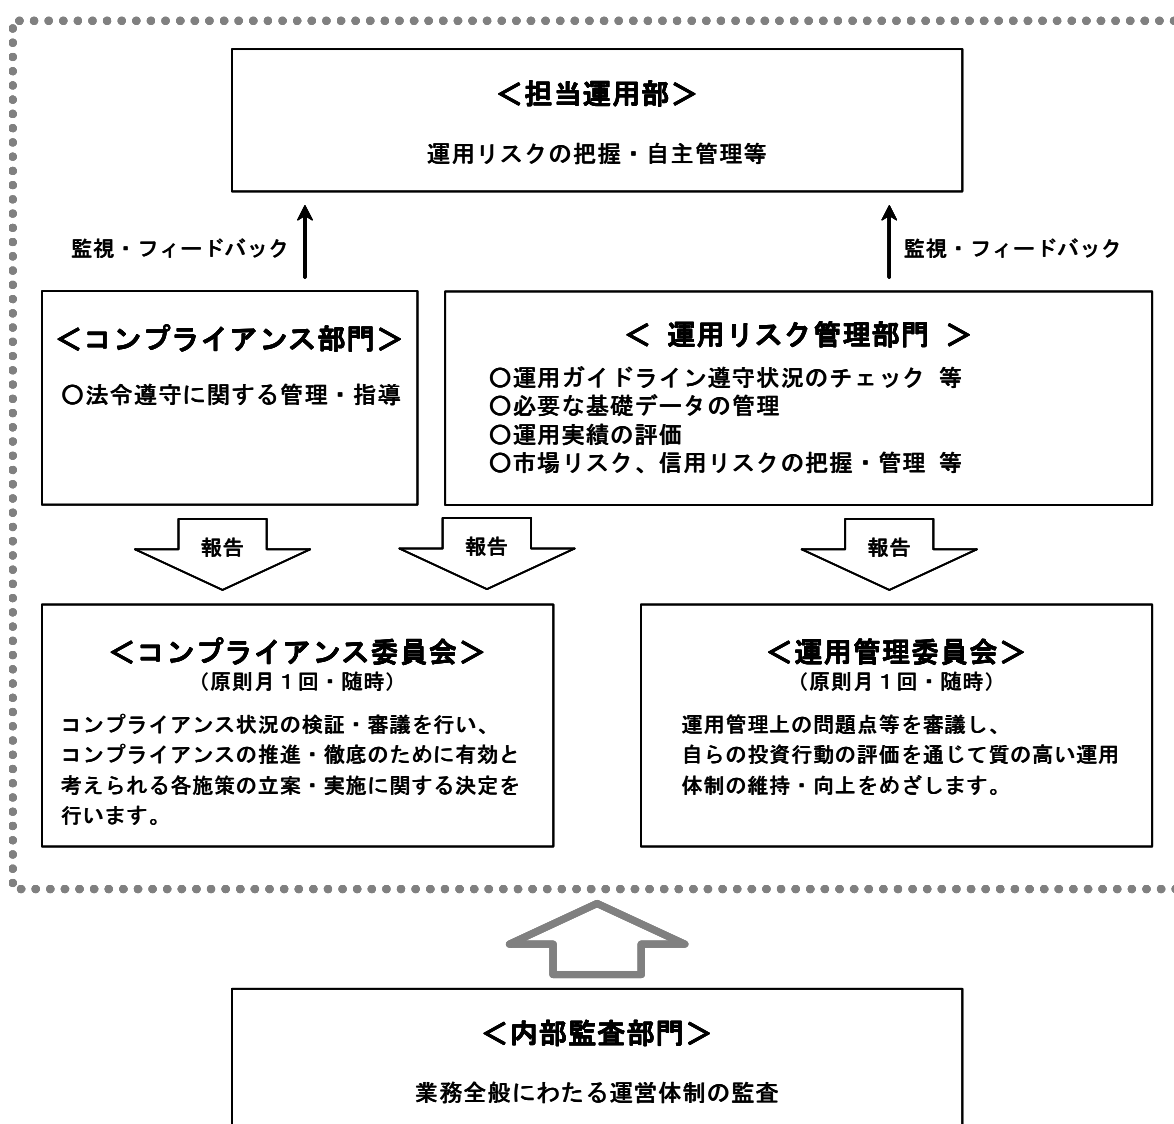 ＜担当運用部＞
運用リスクの把握・自主管理等
監視・フィードバック
監視・フィードバック
＜コンプライアンス部門＞
○法令遵守に関する管理・指導
＜ 運用リスク管理部門 ＞
○運用ガイドライン遵守状況のチェック 等
○必要な基礎データの管理
○運用実績の評価
○市場リスク、信用リスクの把握・管理 等
報告
報告
報告
＜コンプライアンス委員会＞
（原則月１回・随時）
コンプライアンス状況の検証・審議を行い、
コンプライアンスの推進・徹底のために有効と
考えられる各施策の立案・実施に関する決定を
行います。
＜運用管理委員会＞
（原則月１回・随時）
運用管理上の問題点等を審議し、
自らの投資行動の評価を通じて質の高い運用
体制の維持・向上をめざします。
＜内部監査部門＞
業務全般にわたる運営体制の監査